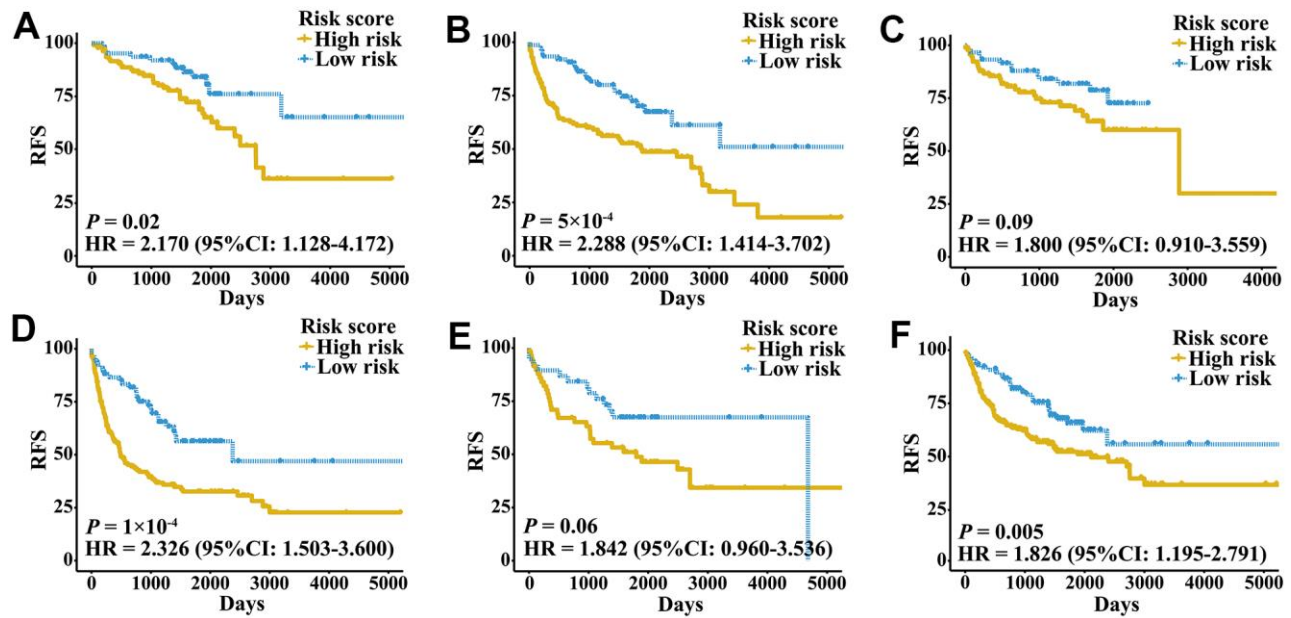 A
Risk score
High risk
Low risk
100
75
50
25
0
RFS
P = 0.02
HR = 2.170 (95%CI: 1.128-4.172)
0 1000 2000 3000 4000 5000
Days
B
Risk score
High risk
Low risk
100
75
50
25
0
RFS
P = 5×10⁻⁴
HR = 2.288 (95%CI: 1.414-3.702)
0 1000 2000 3000 4000 5000
Days
C
Risk score
High risk
Low risk
100
75
50
25
0
RFS
P = 0.09
HR = 1.800 (95%CI: 0.910-3.559)
0 1000 2000 3000 4000
Days
D
Risk score
High risk
Low risk
100
75
50
25
0
RFS
P = 1×10⁻⁴
HR = 2.326 (95%CI: 1.503-3.600)
0 1000 2000 3000 4000 5000
Days
E
Risk score
High risk
Low risk
100
75
50
25
0
RFS
P = 0.06
HR = 1.842 (95%CI: 0.960-3.536)
0 1000 2000 3000 4000 5000
Days
F
Risk score
High risk
Low risk
100
75
50
25
0
RFS
P = 0.005
HR = 1.826 (95%CI: 1.195-2.791)
0 1000 2000 3000 4000 5000
Days